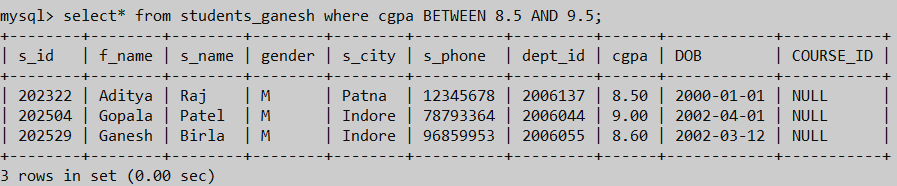 mysql> select* from students_ganesh where cgpa BETWEEN 8.5 AND 9.5;
+--------+--------+--------+--------+--------+----------+---------+------+------------+-----------+
| s_id   | f_name | s_name | gender | s_city | s_phone  | dept_id | cgpa | DOB        | COURSE_ID |
+--------+--------+--------+--------+--------+----------+---------+------+------------+-----------+
| 202322 | Aditya | Raj    | M      | Patna  | 12345678 | 2006137 | 8.50 | 2000-01-01 | NULL      |
| 202504 | Gopala | Patel  | M      | Indore | 78793364 | 2006044 | 9.00 | 2002-04-01 | NULL      |
| 202529 | Ganesh | Birla  | M      | Indore | 96859953 | 2006055 | 8.60 | 2002-03-12 | NULL      |
+--------+--------+--------+--------+--------+----------+---------+------+------------+-----------+
3 rows in set (0.00 sec)